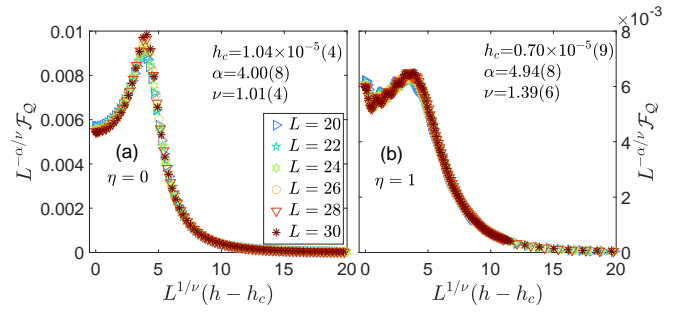 0.01
0.008
0.006
0.004
0.002
0
0
5
10
15
20
L^{-α/ν} F_Q
L^{1/ν}(h − h_c)
h_c=1.04×10^{-5}(4)
α=4.00(8)
ν=1.01(4)
(a)
η = 0
L = 20
L = 22
L = 24
L = 26
L = 28
L = 30
×10^{-3}
8
6
4
2
0
0
5
10
15
20
L^{-α/ν} F_Q
L^{1/ν}(h − h_c)
h_c=0.70×10^{-5}(9)
α=4.94(8)
ν=1.39(6)
(b)
η = 1